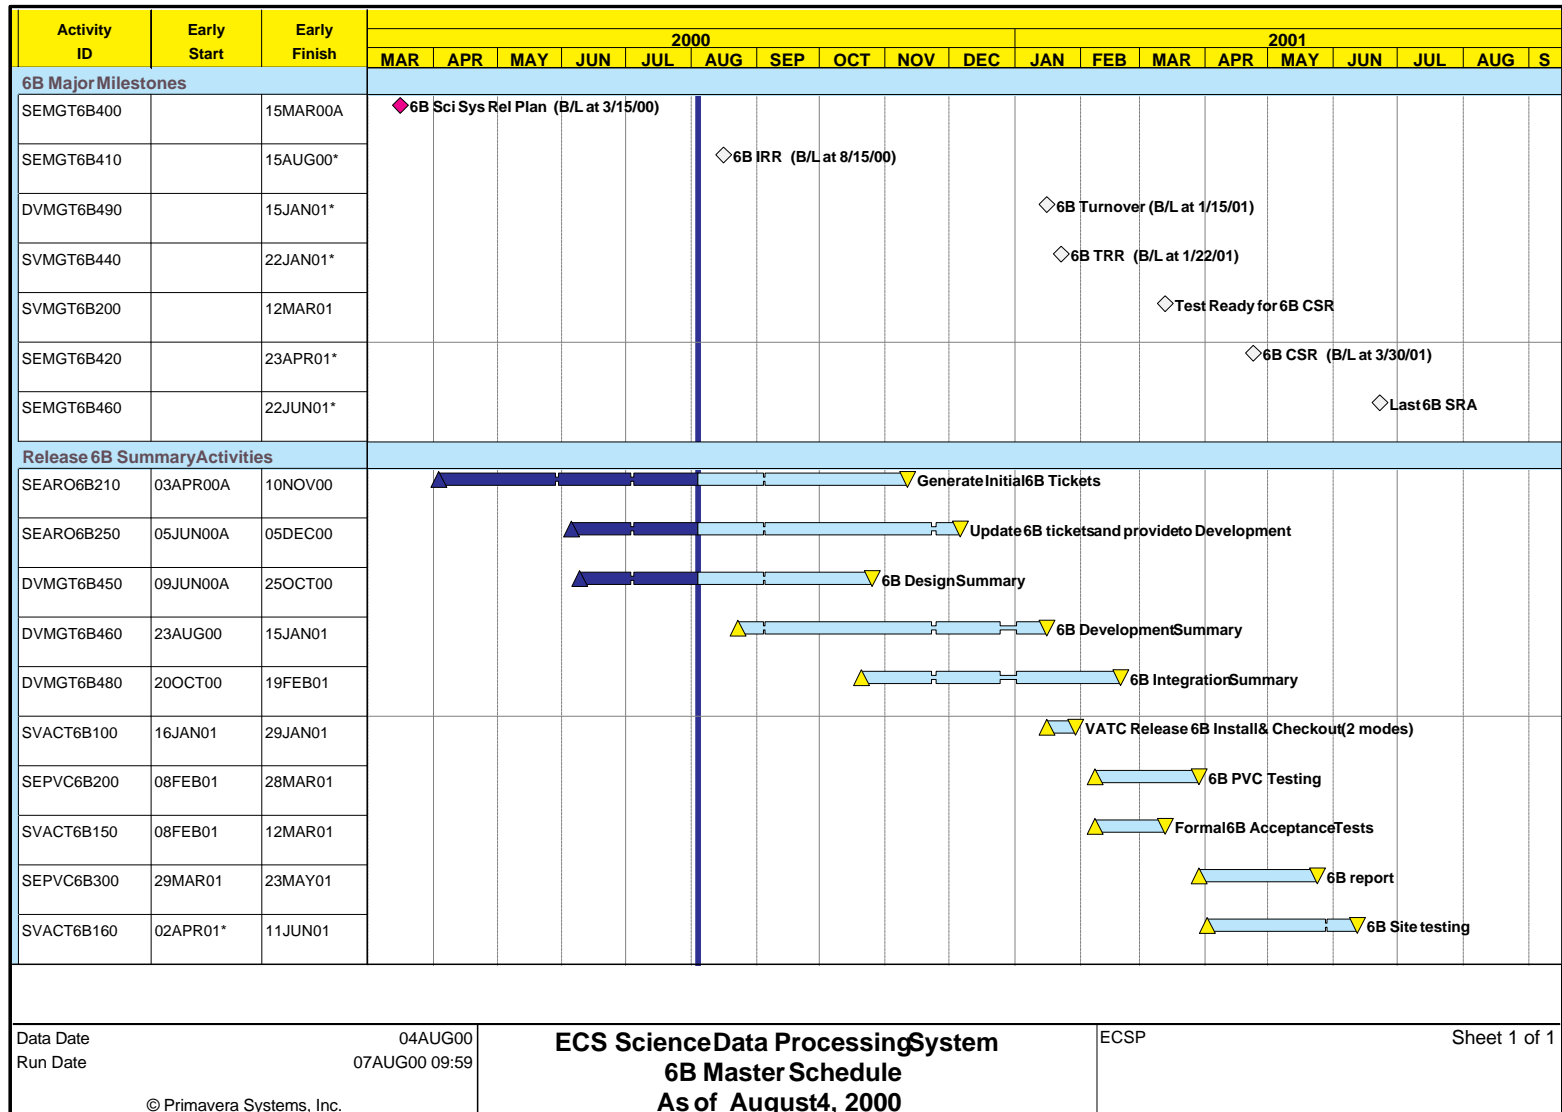 Activity ID Early Start Early Finish
2000 2001
MAR APR MAY JUN JUL AUG SEP OCT NOV DEC JAN FEB MAR APR MAY JUN JUL AUG S
6B Major Milestones
SEMGT6B400 15MAR00A 6B Sci Sys Rel Plan (B/L at 3/15/00)
SEMGT6B410 15AUG00* 6B IRR (B/L at 8/15/00)
DVMGT6B490 15JAN01* 6B Turnover (B/L at 1/15/01)
SVMGT6B440 22JAN01* 6B TRR (B/L at 1/22/01)
SVMGT6B200 12MAR01 Test Ready for 6B CSR
SEMGT6B420 23APR01* 6B CSR (B/L at 3/30/01)
SEMGT6B460 22JUN01* Last 6B SRA
Release 6B Summary Activities
SEARO6B210 03APR00A 10NOV00 Generate Initial 6B Tickets
SEARO6B250 05JUN00A 05DEC00 Update 6B tickets and provide to Development
DVMGT6B450 09JUN00A 25OCT00 6B Design Summary
DVMGT6B460 23AUG00 15JAN01 6B Development Summary
DVMGT6B480 20OCT00 19FEB01 6B Integration Summary
SVACT6B100 16JAN01 29JAN01 VATC Release 6B Install & Checkout (2 modes)
SEPVC6B200 08FEB01 28MAR01 6B PVC Testing
SVACT6B150 08FEB01 12MAR01 Formal 6B Acceptance Tests
SEPVC6B300 29MAR01 23MAY01 6B report
SVACT6B160 02APR01* 11JUN01 6B Site testing
Data Date 04AUG00
Run Date 07AUG00 09:59
© Primavera Systems, Inc.
ECS Science Data Processing System
6B Master Schedule
As of August 4, 2000
ECSP
Sheet 1 of 1